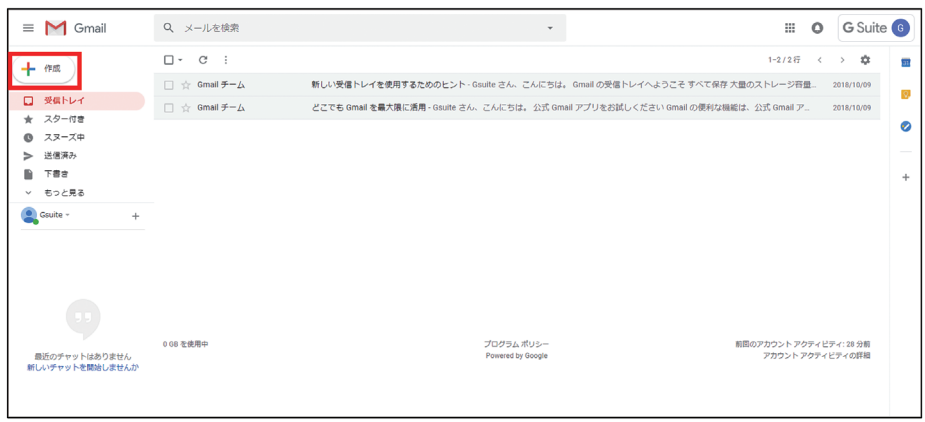 Gmail
メールを検索
G Suite
G
作成
1-2 / 2 行
31
受信トレイ
Gmail チーム
新しい受信トレイを使用するためのヒント - Gsuite さん、こんにちは。 Gmail の受信トレイへようこそ すべて保存 大量のストレージ容量...
2018/10/09
スター付き
Gmail チーム
どこでも Gmail を最大限に活用 - Gsuite さん、こんにちは。 公式 Gmail アプリをお試しください Gmail の便利な機能は、公式 Gmail ア...
2018/10/09
スヌーズ中
送信済み
下書き
もっと見る
Gsuite
0 GB を使用中
プログラム ポリシー
前回のアカウント アクティビティ: 28 分前
Powered by Google
アカウント アクティビティの詳細
最近のチャットはありません
新しいチャットを開始しませんか